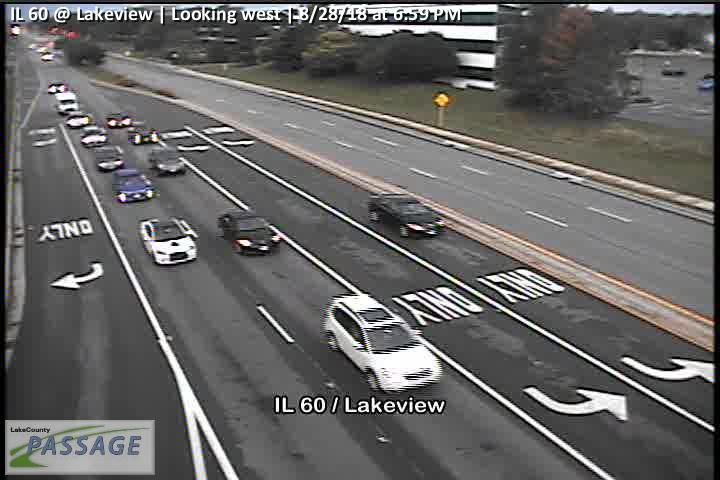 IL 60 @ Lakeview | Looking west | 8/28/18 at 6:59 PM
ONLY
ONLY ONLY
IL 60 / Lakeview
LakeCounty
PASSAGE